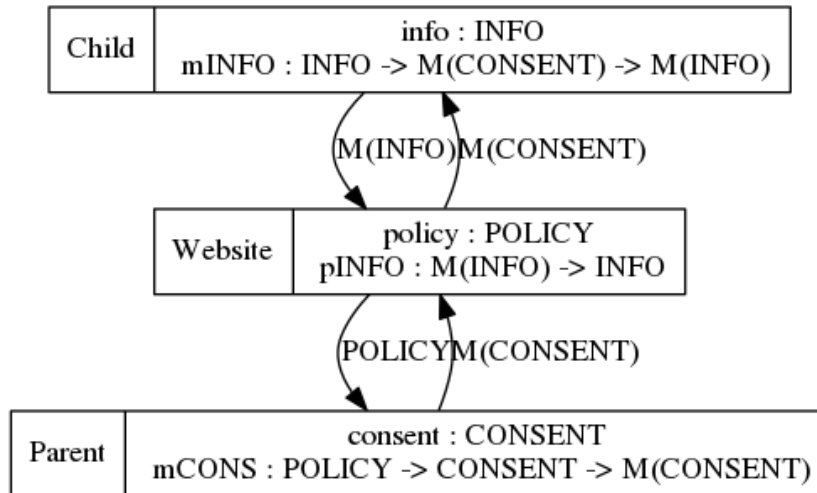 Child
info : INFO
mINFO : INFO -> M(CONSENT) -> M(INFO)
M(INFO)
M(CONSENT)
Website
policy : POLICY
pINFO : M(INFO) -> INFO
POLICY
M(CONSENT)
Parent
consent : CONSENT
mCONS : POLICY -> CONSENT -> M(CONSENT)